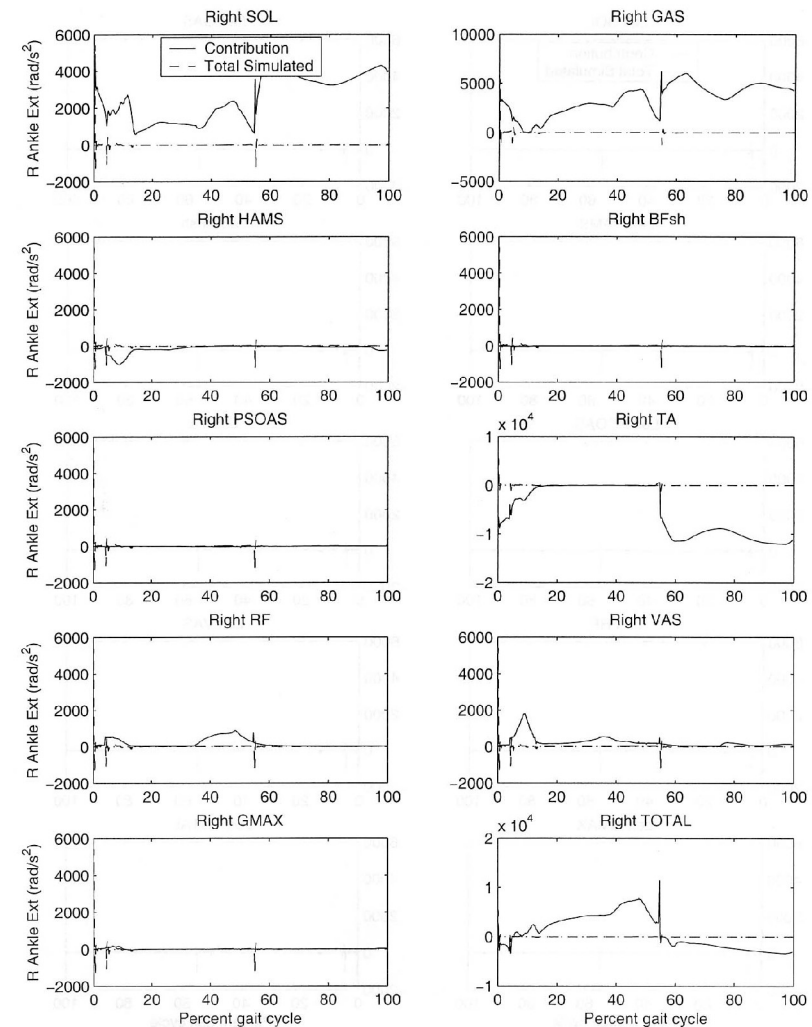 Right SOL
Right GAS
R Ankle Ext (rad/s²)
6000
4000
2000
0
−2000
Contribution
Total Simulated
0 20 40 60 80 100
10000
5000
0
−5000
0 20 40 60 80 100
Right HAMS
Right BFsh
R Ankle Ext (rad/s²)
6000
4000
2000
0
−2000
0 20 40 60 80 100
6000
4000
2000
0
−2000
0 20 40 60 80 100
Right PSOAS
Right TA
R Ankle Ext (rad/s²)
6000
4000
2000
0
−2000
0 20 40 60 80 100
x 10⁴
1
0
−1
−2
0 20 40 60 80 100
Right RF
Right VAS
R Ankle Ext (rad/s²)
6000
4000
2000
0
−2000
0 20 40 60 80 100
6000
4000
2000
0
−2000
0 20 40 60 80 100
Right GMAX
Right TOTAL
R Ankle Ext (rad/s²)
6000
4000
2000
0
−2000
0 20 40 60 80 100
Percent gait cycle
x 10⁴
2
1
0
−1
0 20 40 60 80 100
Percent gait cycle